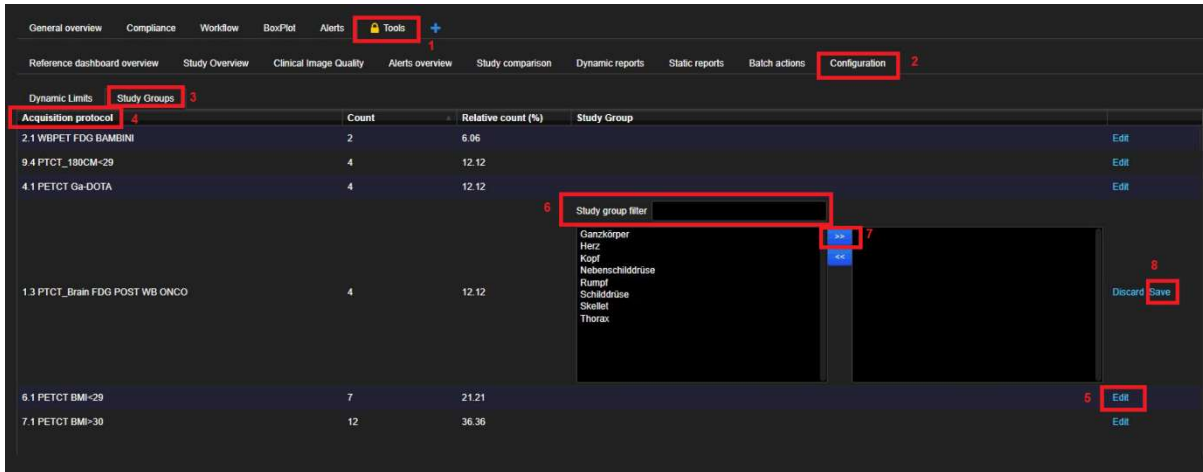 General overview Compliance Workflow BoxPlot Alerts Tools +
1
Reference dashboard overview Study Overview Clinical Image Quality Alerts overview Study comparison Dynamic reports Static reports Batch actions Configuration 2
Dynamic Limits Study Groups 3
Acquisition protocol 4 Count Relative count (%) Study Group
2.1 WBPET FDG BAMBINI 2 6.06 Edit
9.4 PTCT_180CM<29 4 12.12 Edit
4.1 PETCT Ga-DOTA 4 12.12 Edit
6 Study group filter
Ganzkörper >> 7
Herz
Kopf <<
Nebenschilddrüse
Rumpf 8
1.3 PTCT_Brain FDG POST WB ONCO 4 12.12 Schilddrüse Discard Save
Skellet
Thorax
6.1 PETCT BMI<29 7 21.21 5 Edit
7.1 PETCT BMI>30 12 36.36 Edit